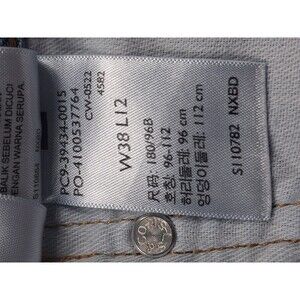 BALIK SEBELUM DICUCI
DENGAN WARNA SERUPA
PC9-39434-0015
PO-4100537764
CW-0522
4582
W38 L12
尺码: 180/96B
호칭: 96-112
허리둘레: 96 cm
엉덩이둘레: 112 cm
S110782 NXBD